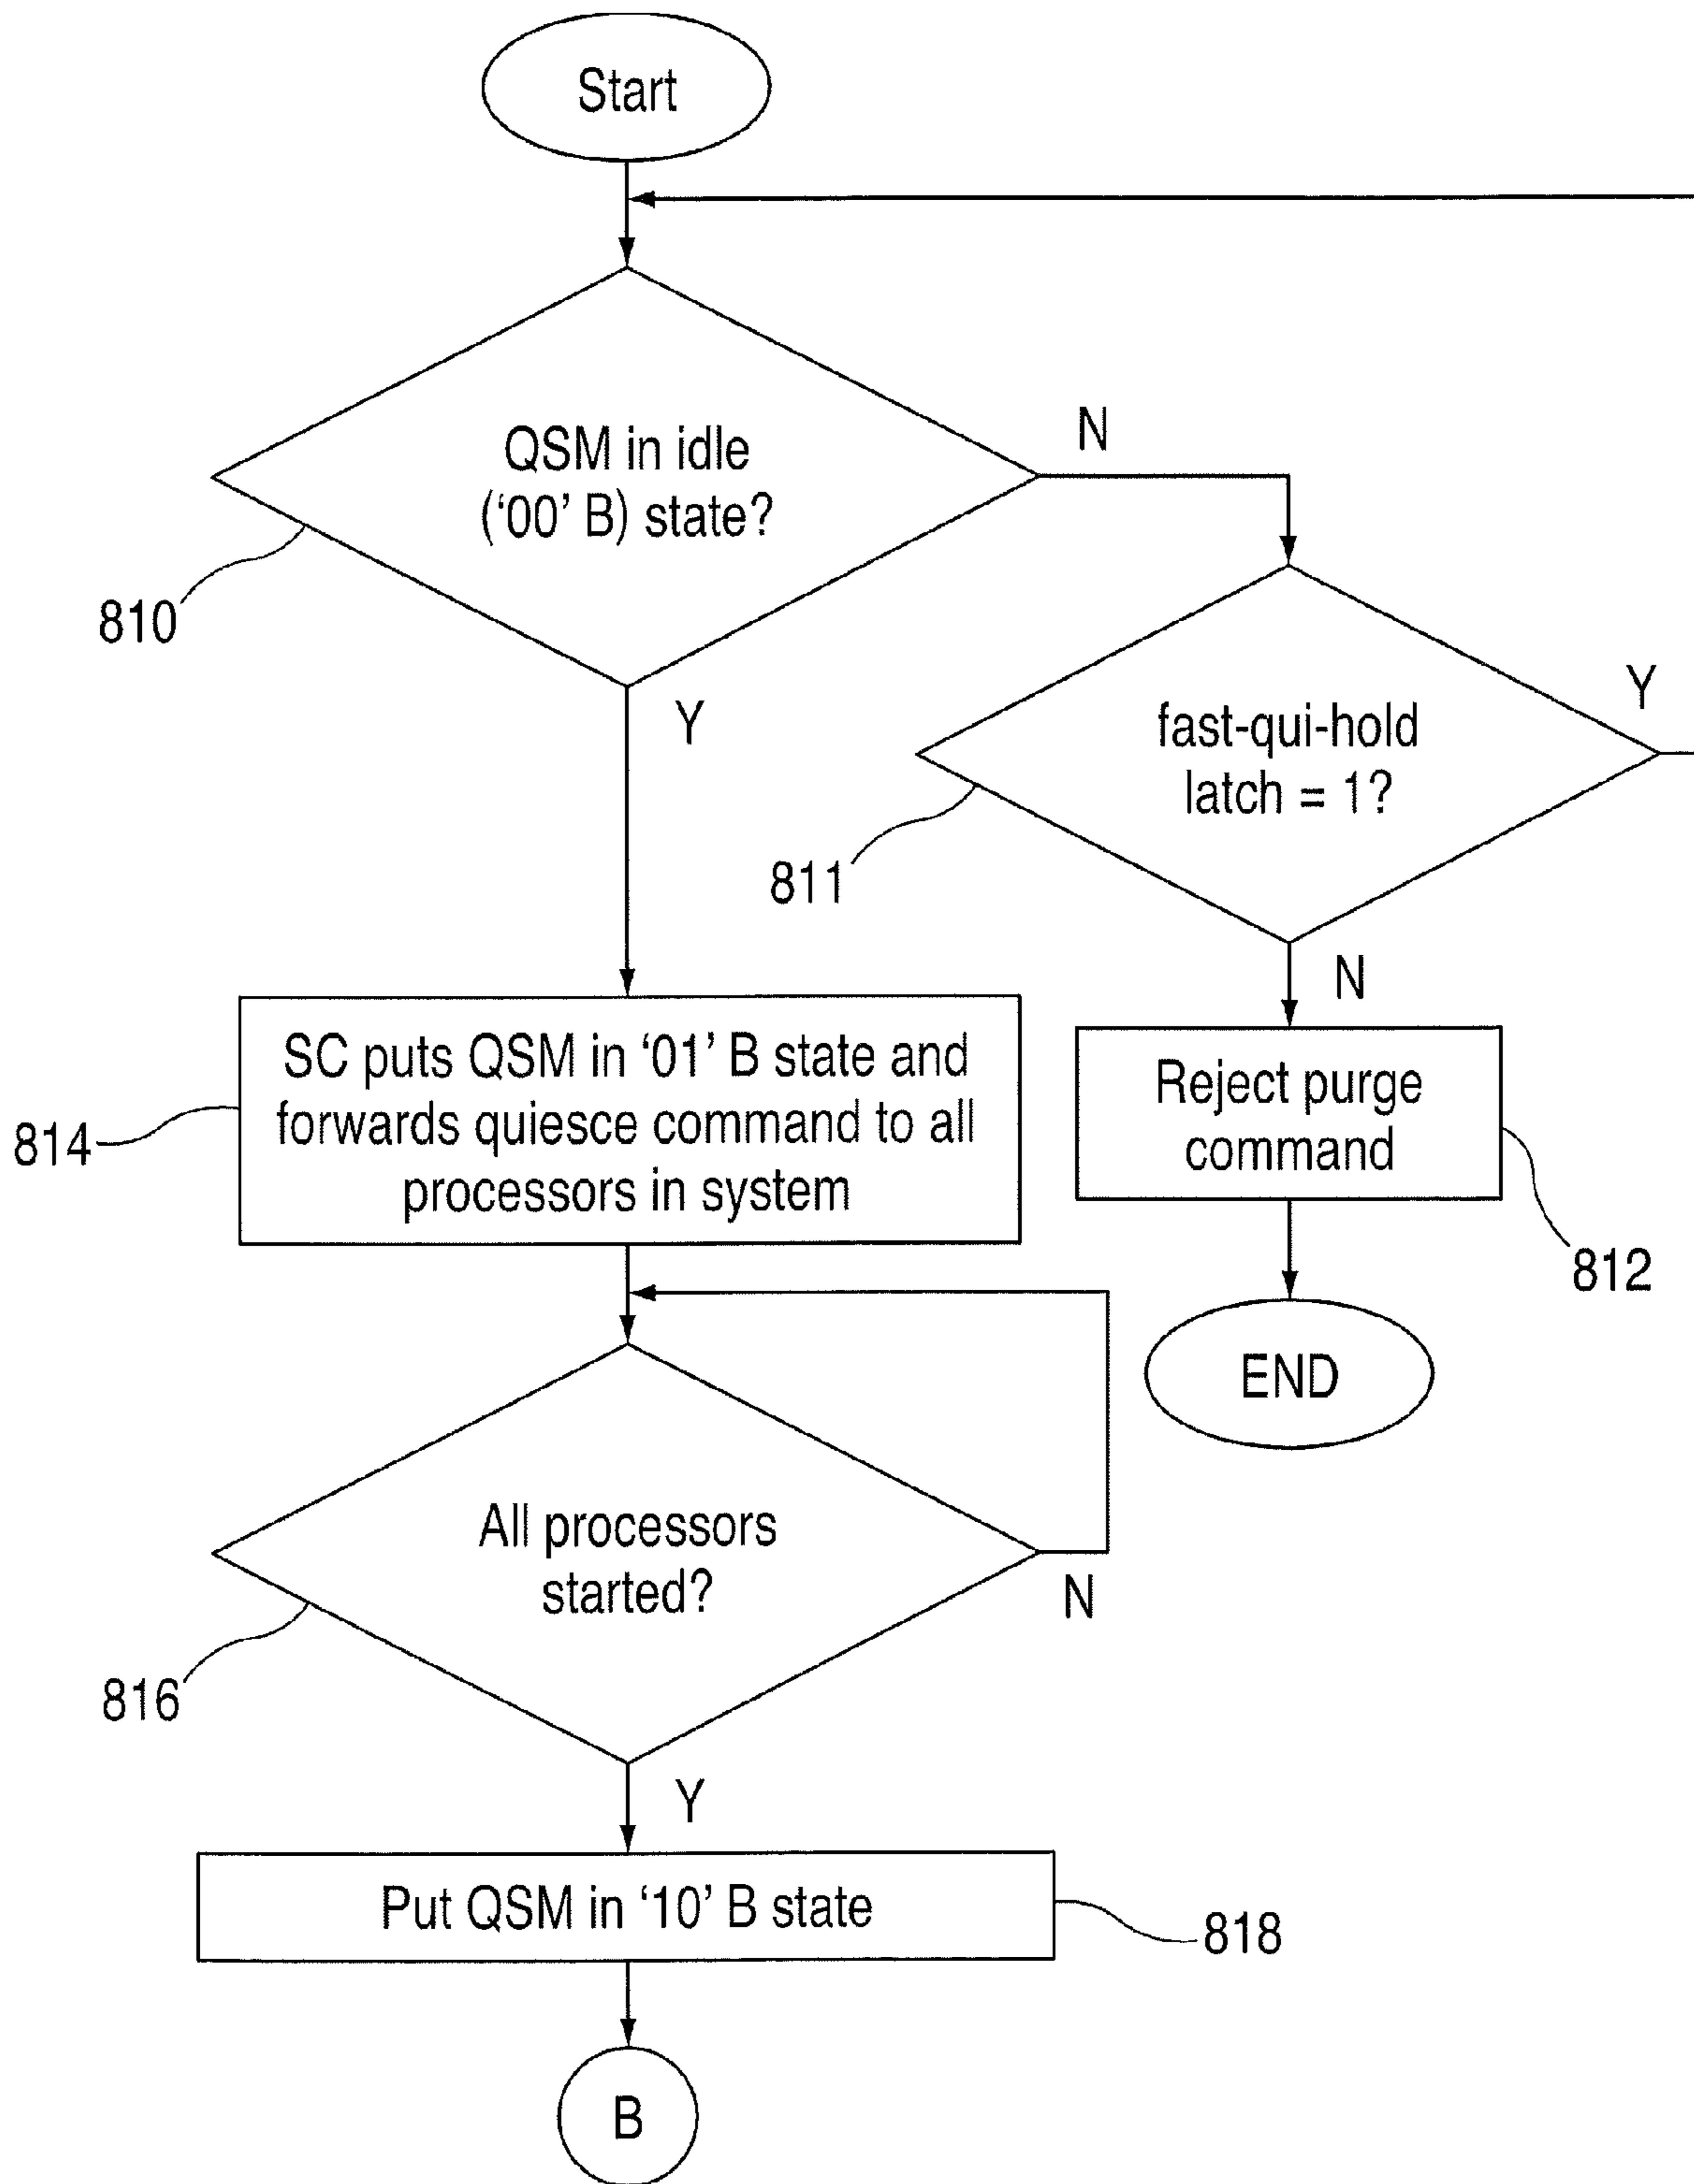 Start
QSM in idle
(‘00’ B) state?
N
810
Y
fast-qui-hold
latch = 1?
Y
811
N
SC puts QSM in ‘01’ B state and
forwards quiesce command to all
processors in system
814
Reject purge
command
812
END
All processors
started?
N
816
Y
Put QSM in ‘10’ B state
818
B